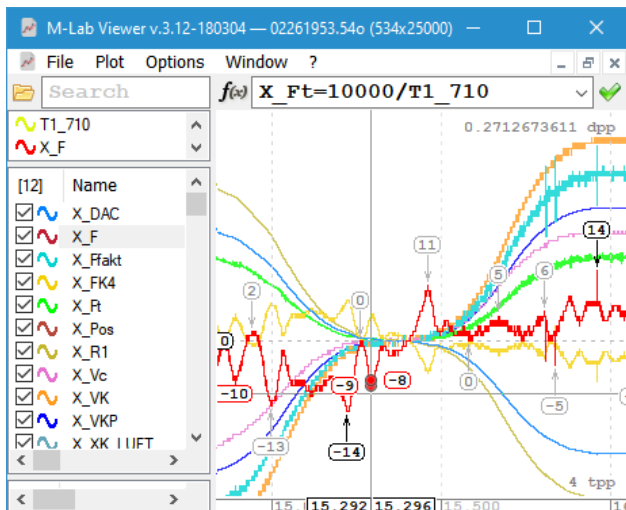 M-Lab Viewer v.3.12-180304 — 02261953.54o (534x25000)
File Plot Options Window ?
Search
f(x) X_Ft=10000/T1_710
T1_710
X_F
[12] Name
X_DAC
X_F
X_Ffakt
X_FK4
X_Ft
X_Pos
X_R1
X_Vc
X_VK
X_VKP
X_XK_LUFT
0.2712673611 dpp
14
11
5
6
2
0
0
-9
-8
-10
0
-5
-13
-14
4 tpp
15.292
15.296
15.500